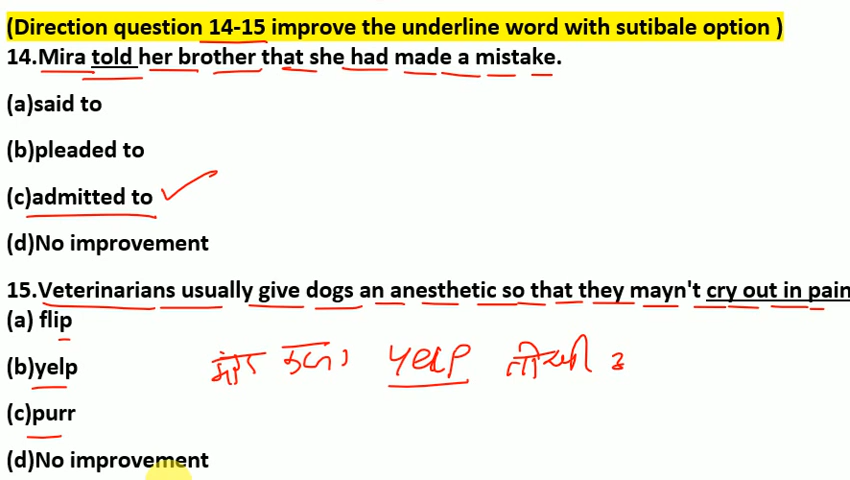 (Direction question 14-15 improve the underline word with sutibale option )
14.Mira told her brother that she had made a mistake.
(a)said to
(b)pleaded to
(c)admitted to
(d)No improvement
15.Veterinarians usually give dogs an anesthetic so that they mayn't cry out in pain
(a) flip
(b)yelp
yelp
(c)purr
(d)No improvement